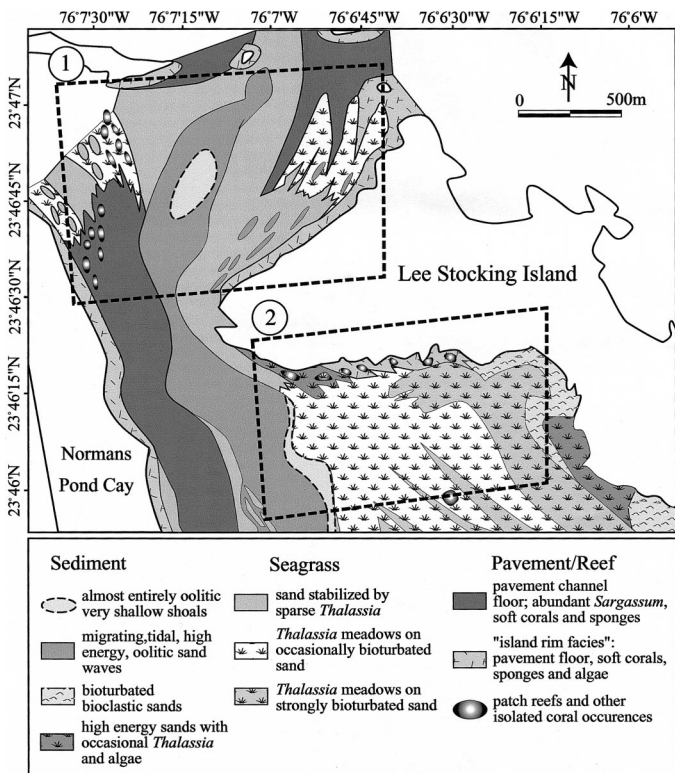 76°7'30"W 76°7'15"W 76°7'W 76°6'45"W 76°6'30"W 76°6'15"W 76°6'W
1
N
0 500m
23°47'N
23°46'45"N
Lee Stocking Island
23°46'30"N
2
23°46'15"N
Normans
Pond Cay
23°46'N
Sediment
almost entirely oolitic
very shallow shoals
migrating,tidal, high
energy, oolitic sand
waves
bioturbated
bioclastic sands
high energy sands with
occasional Thalassia
and algae
Seagrass
sand stabilized by
sparse Thalassia
Thalassia meadows on
occasionally bioturbated
sand
Thalassia meadows on
strongly bioturbated sand
Pavement/Reef
pavement channel
floor; abundant Sargassum,
soft corals and sponges
"island rim facies":
pavement floor, soft corals,
sponges and algae
patch reefs and other
isolated coral occurences